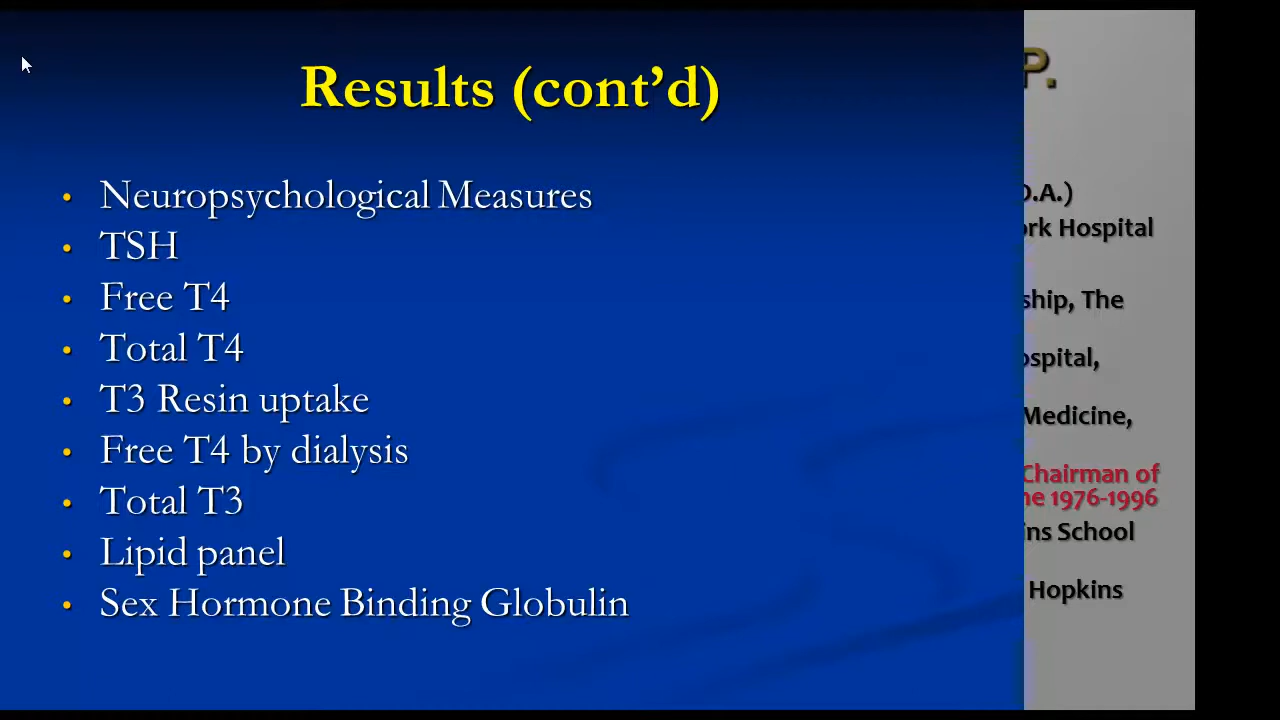 Results (cont’d)
• Neuropsychological Measures
• TSH
• Free T4
• Total T4
• T3 Resin uptake
• Free T4 by dialysis
• Total T3
• Lipid panel
• Sex Hormone Binding Globulin
P.
O.A.)
ork Hospital
ship, The
ospital,
Medicine,
Chairman of
ne 1976-1996
ins School
Hopkins